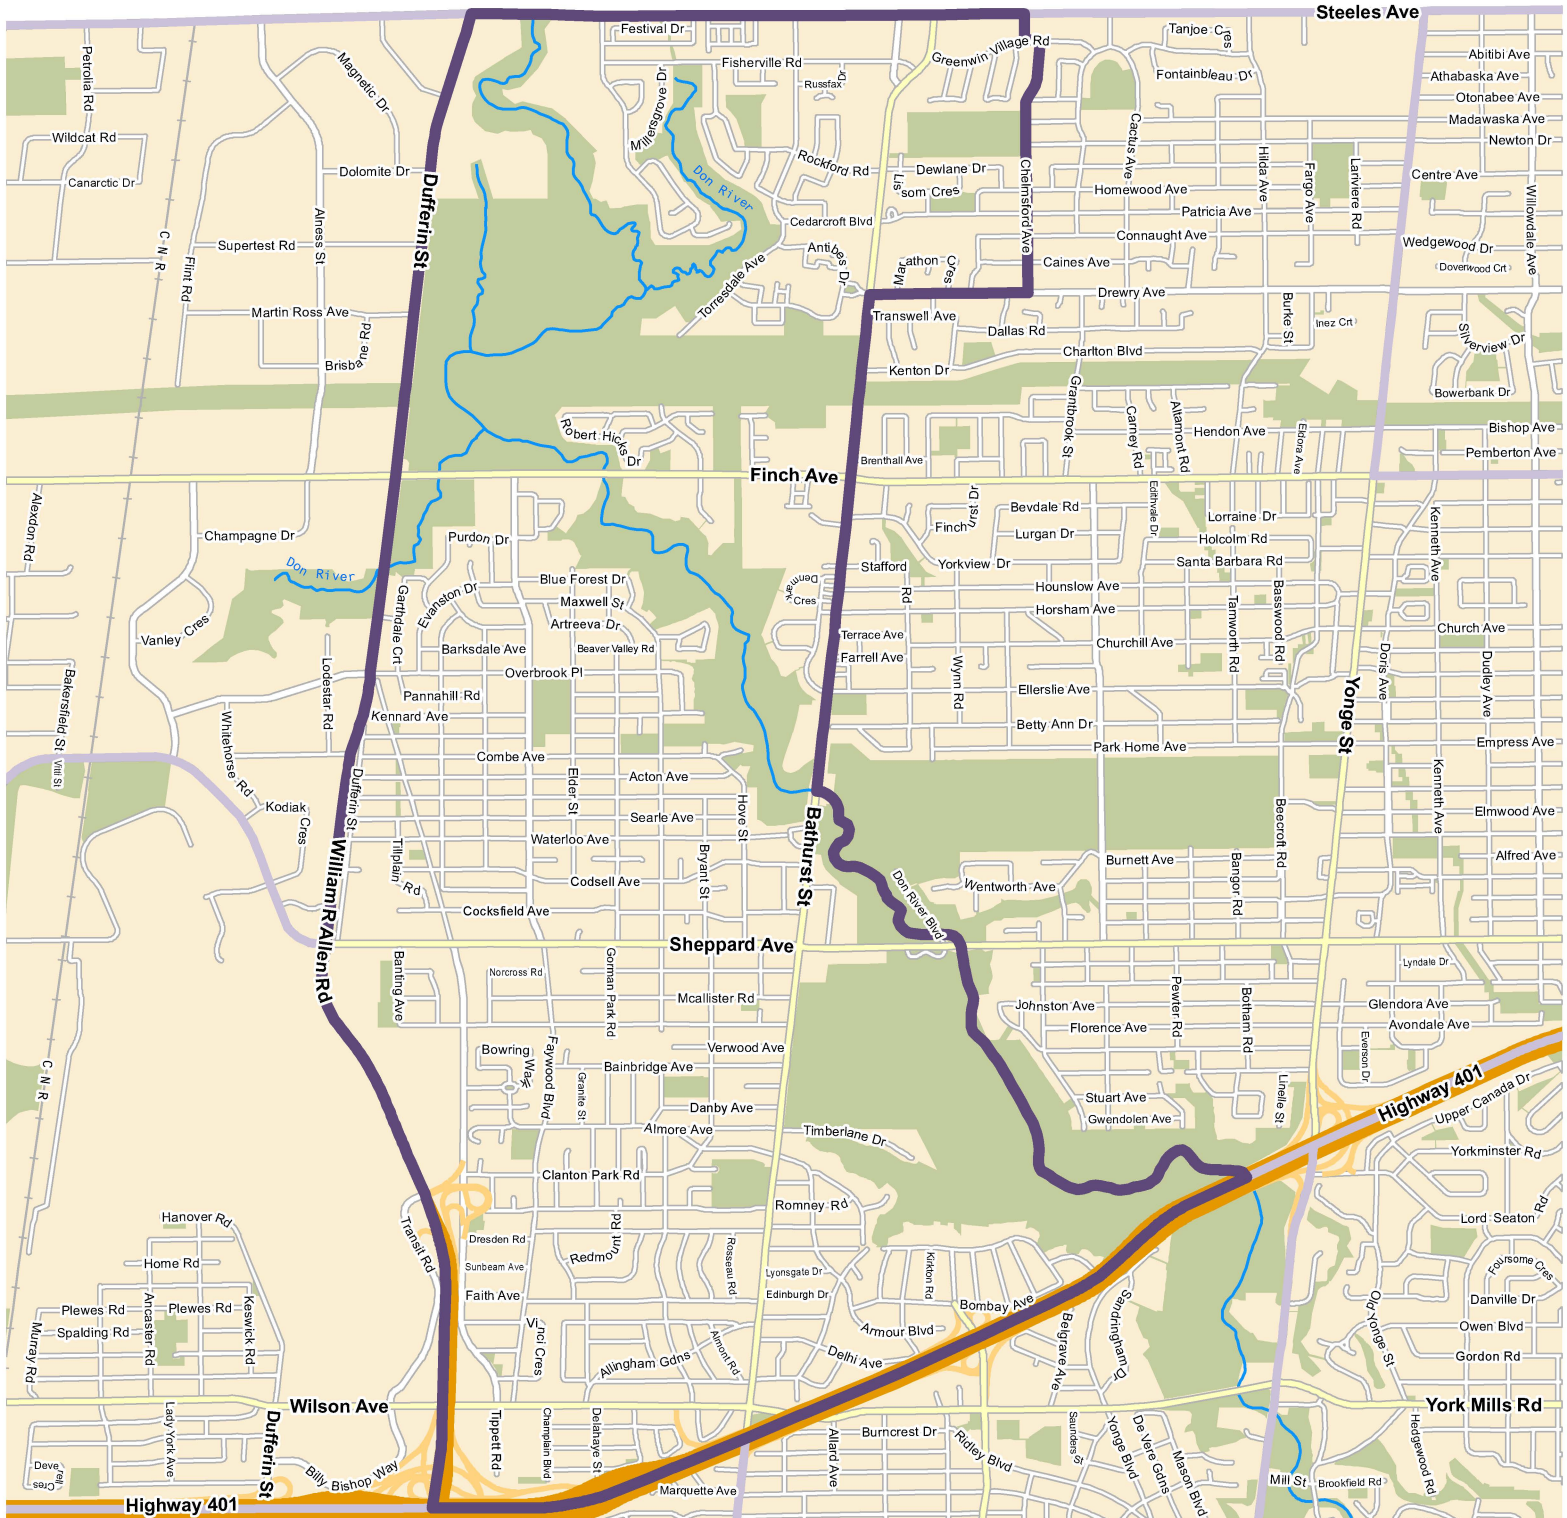 Steeles Ave
Festival Dr
Tanjoe Cres
Petrolia Rd
Magnetic Dr
Millersgrove Dr
Fisherville Rd
Russfax Dr
Greenwin Village Rd
Fontainbleau Dr
Abitibi Ave
Athabaska Ave
Otonabee Ave
Madawaska Ave
Newton Dr
Wildcat Rd
Canarctic Dr
Dolomite Dr
Dufferin St
Don River
Rockford Rd
Lissom Cres
Dewlane Dr
Chelmsford Ave
Cactus Ave
Homewood Ave
Hilda Ave
Fargo Ave
Lariviere Rd
Centre Ave
Willowdale Ave
Patricia Ave
Connaught Ave
Cedarcroft Blvd
Antibes Dr
Torresdale Ave
Marathon Cres
Caines Ave
Wedgewood Dr
Doverwood Crt
C N R
Flint Rd
Alness St
Supertest Rd
Martin Ross Ave
Brisbane Rd
Drewry Ave
Transwell Ave
Dallas Rd
Burke St
Inez Crt
Silverview Dr
Charlton Blvd
Kenton Dr
Bowerbank Dr
Grantbrook St
Carney Rd
Altamont Rd
Hendon Ave
Eldora Ave
Bishop Ave
Pemberton Ave
Robert Hicks Dr
Finch Ave
Brenthall Ave
Alexdon Rd
Champagne Dr
Don River
Purdon Dr
Finchurst Dr
Bevdale Rd
Lurgan Dr
Edithvale Dr
Lorraine Dr
Holcolm Rd
Santa Barbara Rd
Kenneth Ave
Vanley Cres
Garthdale Crt
Evanston Dr
Blue Forest Dr
Maxwell St
Artreeva Dr
Denmark Cres
Stafford Rd
Yorkview Dr
Hounslow Ave
Horsham Ave
Tamworth Rd
Basswood Rd
Church Ave
Barksdale Ave
Beaver Valley Rd
Terrace Ave
Farrell Ave
Wynn Rd
Churchill Ave
Doris Ave
Dudley Ave
Overbrook Pl
Pannahill Rd
Kennard Ave
Lodestar Rd
Bakersfield St
Vitti St
Whitehorse Rd
Ellerslie Ave
Betty Ann Dr
Park Home Ave
Yonge St
Empress Ave
Combe Ave
Dufferin St
Elder St
Acton Ave
Hove St
Kodiak Cres
Searle Ave
Waterloo Ave
Bryant St
Bathurst St
Beecroft Rd
Kenneth Ave
Elmwood Ave
William R Allen Rd
Tillplain Rd
Codsell Ave
Don River Blvd
Wentworth Ave
Burnett Ave
Bangor Rd
Alfred Ave
Cocksfield Ave
Sheppard Ave
Banting Ave
Norcross Rd
Gorman Park Rd
Mcallister Rd
Johnston Ave
Florence Ave
Pewter Rd
Botham Rd
Lyndale Dr
Glendora Ave
Avondale Ave
Everson Dr
Bowring Walk
Faywood Blvd
Granite St
Verwood Ave
Bainbridge Ave
C N R
Danby Ave
Almore Ave
Timberlane Dr
Stuart Ave
Gwendolen Ave
Linelle St
Highway 401
Upper Canada Dr
Yorkminster Rd
Clanton Park Rd
Romney Rd
Hanover Rd
Transit Rd
Redmount Rd
Dresden Rd
Sunbeam Ave
Rosseau Rd
Lord Seaton Rd
Foursome Cres
Home Rd
Faith Ave
Lyonsgate Dr
Edinburgh Dr
Kirkton Rd
Bombay Ave
Sandringham Dr
Belgrave Ave
Danville Dr
Owen Blvd
Old Yonge St
Gordon Rd
Plewes Rd
Plewes Rd
Spalding Rd
Ancaster Rd
Keswick Rd
Murray Rd
Vinci Cres
Allingham Gdns
Almont Rd
Armour Blvd
Delhi Ave
Wilson Ave
York Mills Rd
Lady York Ave
Dufferin St
Tippett Rd
Champlain Blvd
Delahaye St
Allard Ave
Burncrest Dr
Ridley Blvd
Saunders St
Yonge Blvd
De Vere Gdns
Mason Blvd
Hedgewood Rd
Deverell Cres
Billy Bishop Way
Marquette Ave
Mill St
Brookfield Rd
Highway 401